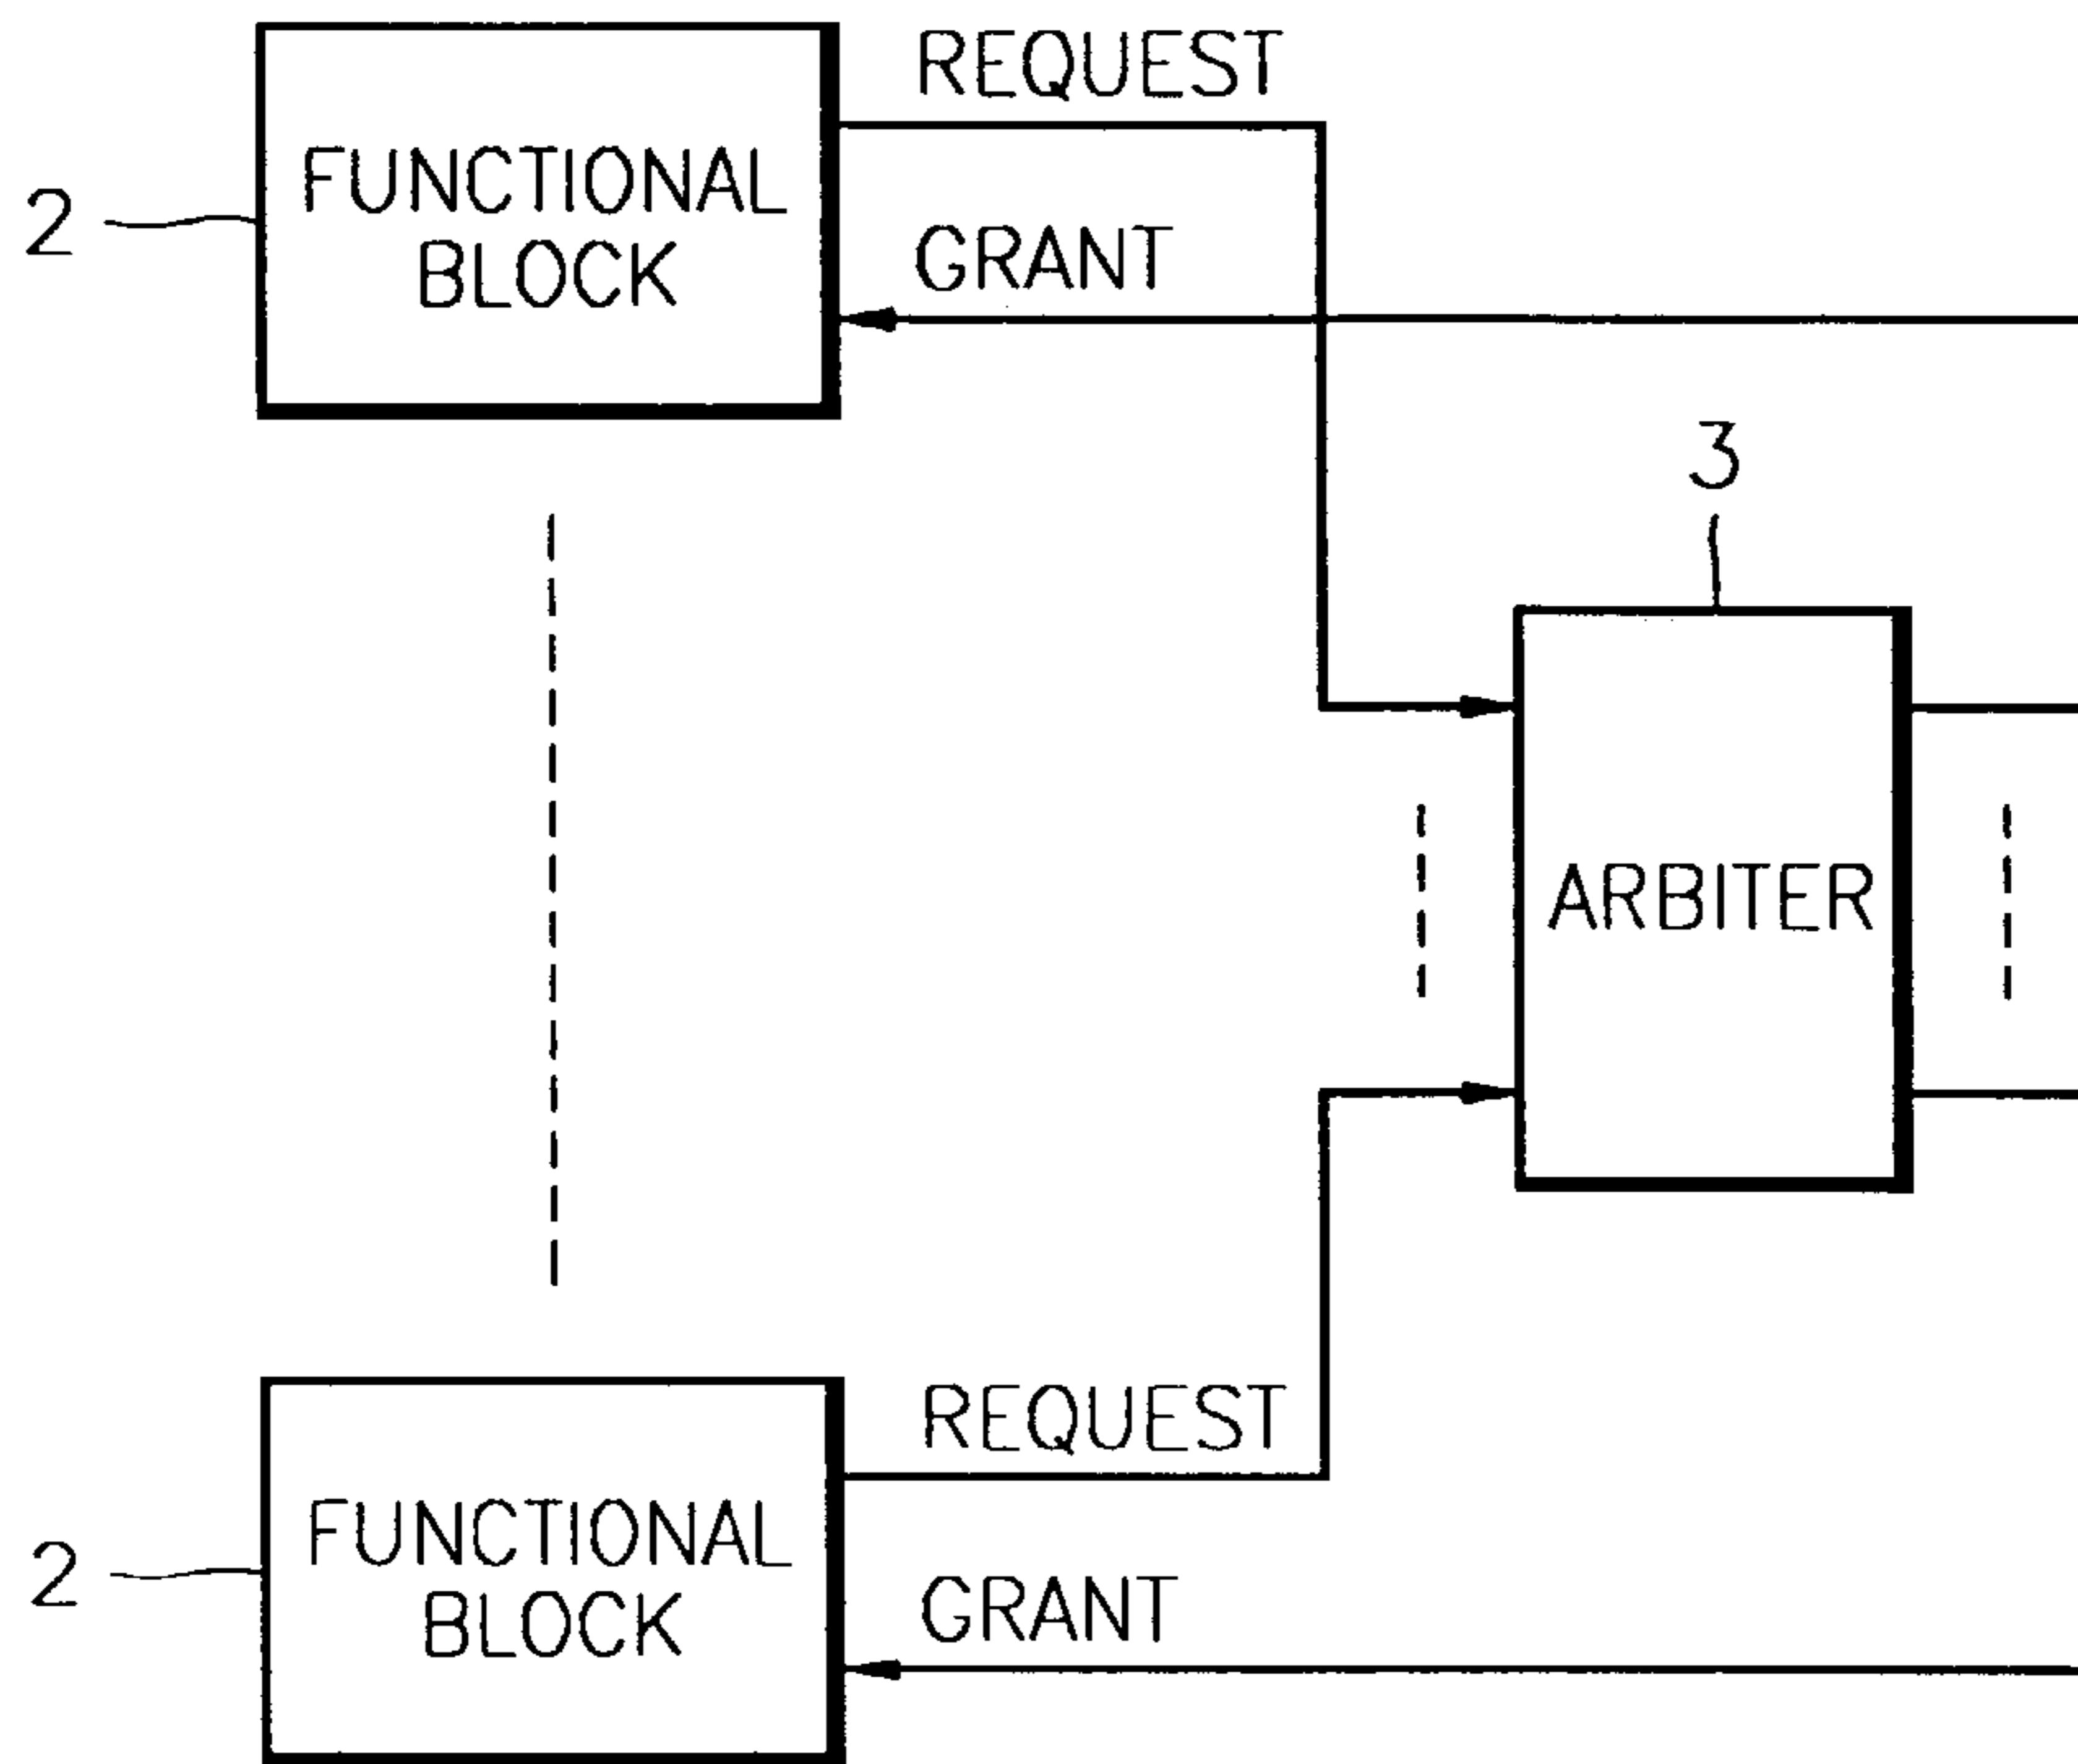 REQUEST
FUNCTIONAL
BLOCK
2
GRANT
3
ARBITER
REQUEST
FUNCTIONAL
BLOCK
2
GRANT